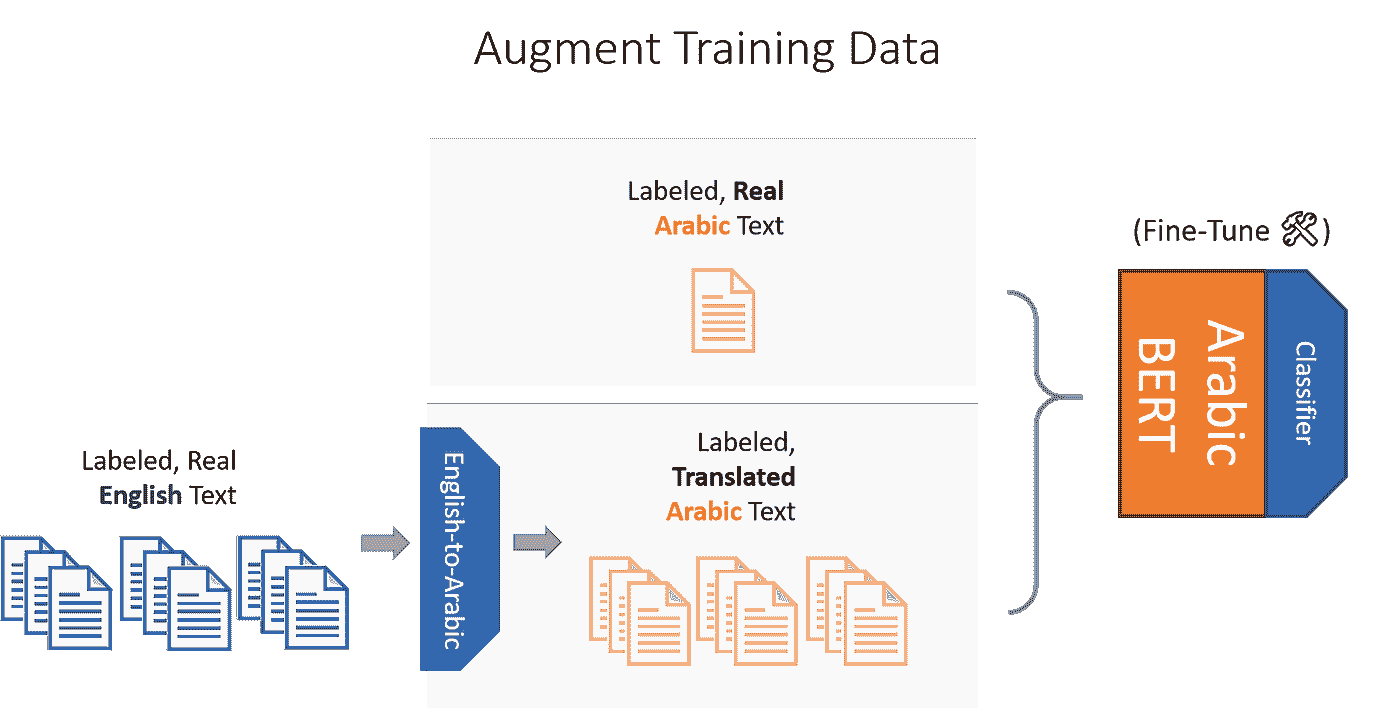 Augment Training Data
Labeled, Real
Arabic Text
(Fine-Tune )
Arabic
BERT
Classifier
Labeled, Real
English Text
English-to-Arabic
Labeled,
Translated
Arabic Text